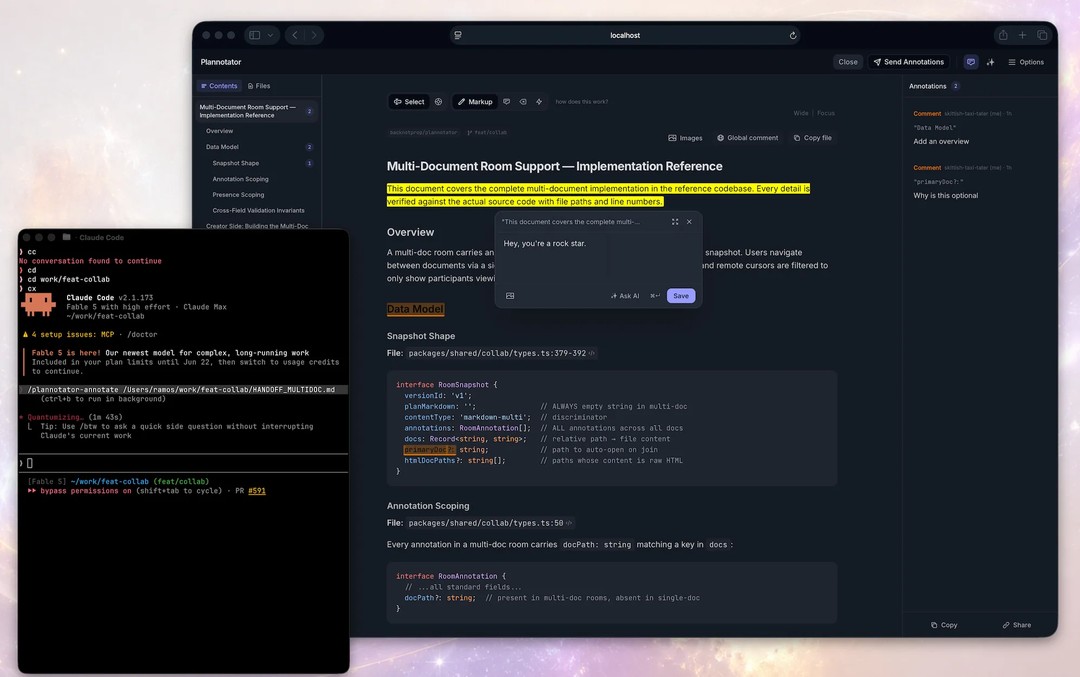 localhost
Plannotator
Close
Send Annotations
Options
Contents
Files
Multi-Document Room Support —
Implementation Reference
2
Overview
Data Model
2
Snapshot Shape
1
Annotation Scoping
Presence Scoping
Cross-Field Validation Invariants
Creator Side: Building the Multi-Doc
Select
Markup
how does this work?
Wide | Focus
backnotprop/plannotator
feat/collab
Images
Global comment
Copy file
Multi-Document Room Support — Implementation Reference
This document covers the complete multi-document implementation in the reference codebase. Every detail is
verified against the actual source code with file paths and line numbers.
"This document covers the complete multi-...
Hey, you're a rock star.
Ask AI
⌘↵
Save
Overview
A multi-doc room carries an
snapshot. Users navigate
between documents via a si
and remote cursors are filtered to
only show participants viewi
Data Model
Snapshot Shape
File: packages/shared/collab/types.ts:379-392 </>
interface RoomSnapshot {
versionId: 'v1';
planMarkdown: ''; // ALWAYS empty string in multi-doc
contentType: 'markdown-multi'; // discriminator
annotations: RoomAnnotation[]; // ALL annotations across all docs
docs: Record<string, string>; // relative path → file content
primaryDoc?: string; // path to auto-open on join
htmlDocPaths?: string[]; // paths whose content is raw HTML
}
Annotation Scoping
File: packages/shared/collab/types.ts:50 </>
Every annotation in a multi-doc room carries docPath: string matching a key in docs:
interface RoomAnnotation {
// ...all standard fields...
docPath?: string; // present in multi-doc rooms, absent in single-doc
}
Annotations 2
Comment
(me) · 1h
"Data Model"
Add an overview
Comment
(me) · 1h
"primaryDoc?:"
Why is this optional
Copy
Share
Claude Code
❯ cc
No conversation found to continue
❯ cd
❯ cd work/feat-collab
❯ cx
Claude Code v2.1.173
Fable 5 with high effort · Claude Max
~/work/feat-collab
4 setup issues: MCP · /doctor
Fable 5 is here! Our newest model for complex, long-running work
Included in your plan limits until Jun 22, then switch to usage credits
to continue.
❯ /plannotator-annotate /Users/ramos/work/feat-collab/HANDOFF_MULTIDOC.md
(ctrl+b to run in background)
Quantumizing… (1m 43s)
Tip: Use /btw to ask a quick side question without interrupting
Claude's current work
❯
[Fable 5] ~/work/feat-collab (feat/collab)
▸▸ bypass permissions on (shift+tab to cycle) · PR #591